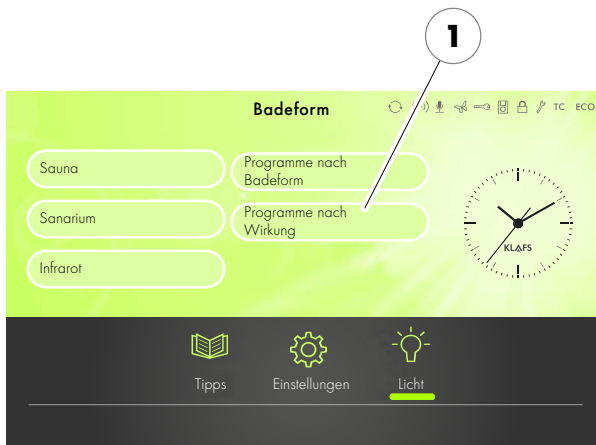 1
Badeform
TC ECO
Sauna
Programme nach
Badeform
Sanarium
Programme nach
Wirkung
Infrarot
KLAFS
Tipps
Einstellungen
Licht